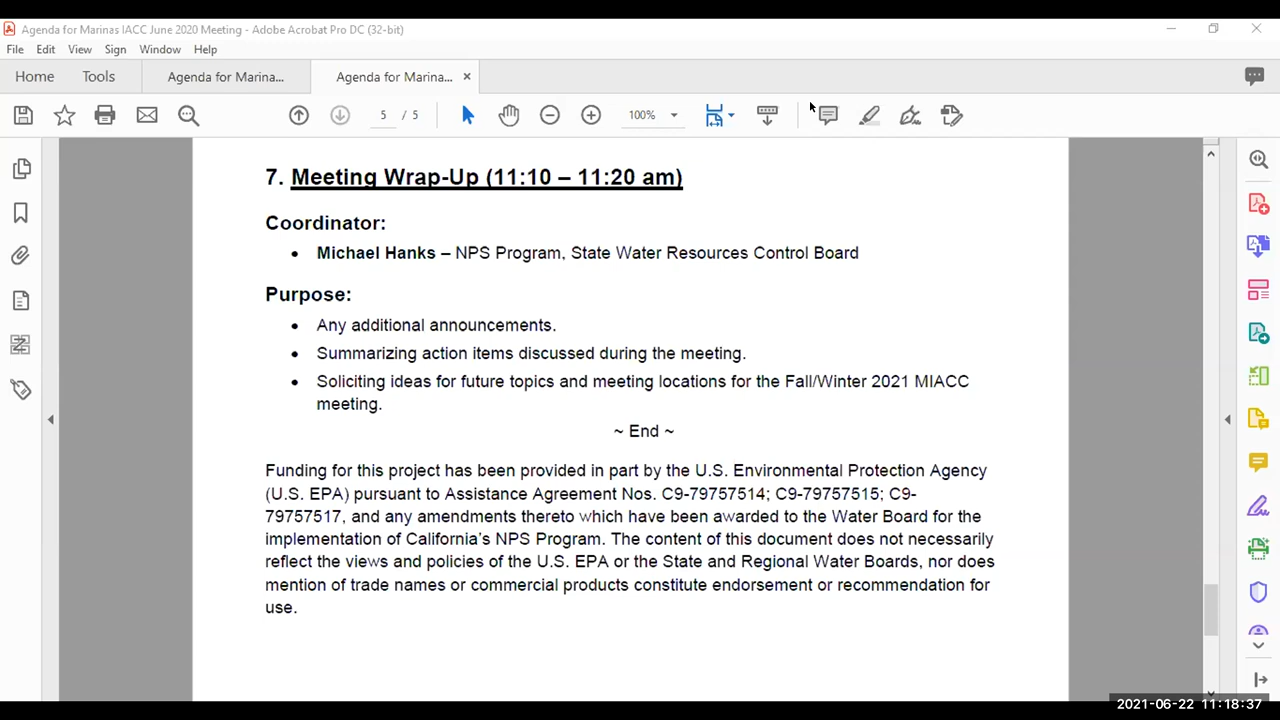 Agenda for Marinas IACC June 2020 Meeting - Adobe Acrobat Pro DC (32-bit)
File Edit View Sign Window Help
Home Tools Agenda for Marina... Agenda for Marina... ×
5 / 5 100%
7. Meeting Wrap-Up (11:10 – 11:20 am)
Coordinator:
• Michael Hanks – NPS Program, State Water Resources Control Board
Purpose:
• Any additional announcements.
• Summarizing action items discussed during the meeting.
• Soliciting ideas for future topics and meeting locations for the Fall/Winter 2021 MIACC
meeting.
~ End ~
Funding for this project has been provided in part by the U.S. Environmental Protection Agency
(U.S. EPA) pursuant to Assistance Agreement Nos. C9-79757514; C9-79757515; C9-
79757517, and any amendments thereto which have been awarded to the Water Board for the
implementation of California's NPS Program. The content of this document does not necessarily
reflect the views and policies of the U.S. EPA or the State and Regional Water Boards, nor does
mention of trade names or commercial products constitute endorsement or recommendation for
use.
2021-06-22 11:18:37